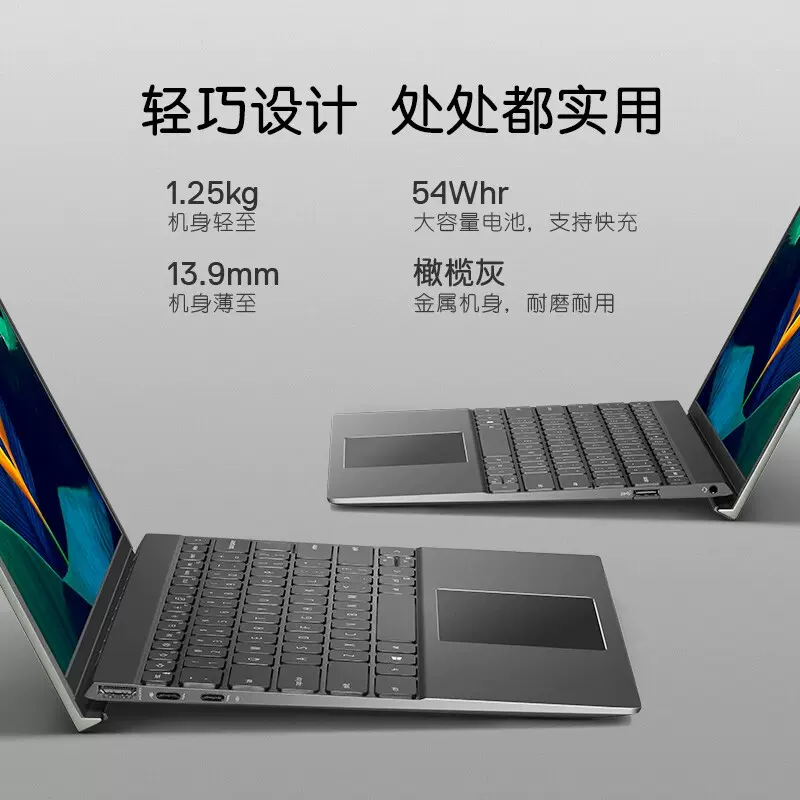 轻巧设计 处处都实用
1.25kg
机身轻至
54Whr
大容量电池，支持快充
13.9mm
机身薄至
橄榄灰
金属机身，耐磨耐用